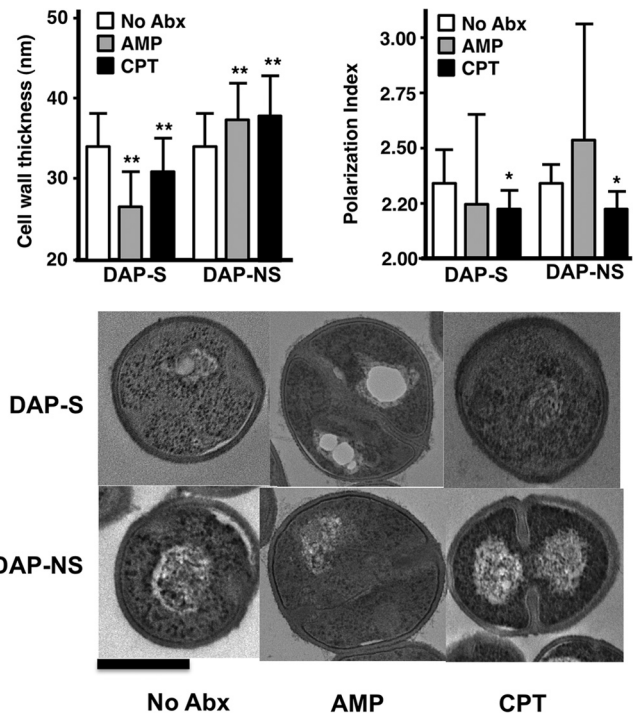 Cell wall thickness (nm)
50
40
30
20
No Abx
AMP
CPT
**
**
**
**
DAP-S
DAP-NS
Polarization Index
3.00
2.75
2.50
2.20
2.00
No Abx
AMP
CPT
*
*
DAP-S
DAP-NS
DAP-S
DAP-NS
No Abx
AMP
CPT